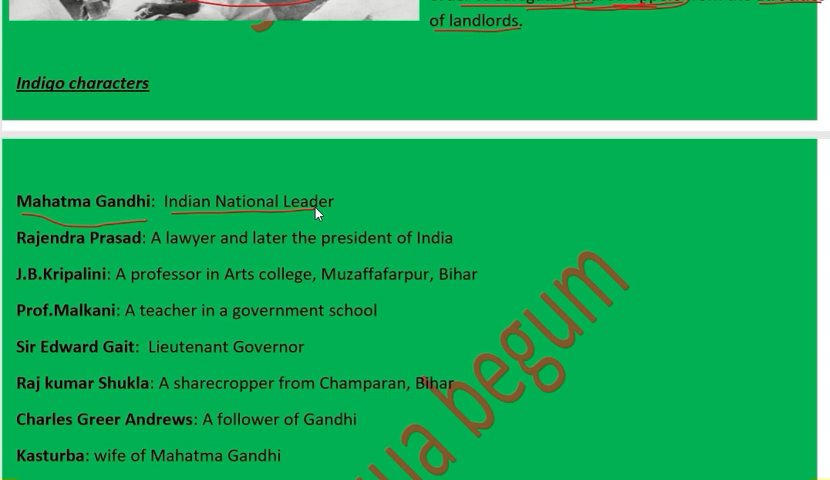 of landlords.
Indigo characters
Mahatma Gandhi: Indian National Leader
Rajendra Prasad: A lawyer and later the president of India
J.B.Kripalini: A professor in Arts college, Muzaffafarpur, Bihar
Prof.Malkani: A teacher in a government school
Sir Edward Gait: Lieutenant Governor
Raj kumar Shukla: A sharecropper from Champaran, Bihar
Charles Greer Andrews: A follower of Gandhi
Kasturba: wife of Mahatma Gandhi
begum